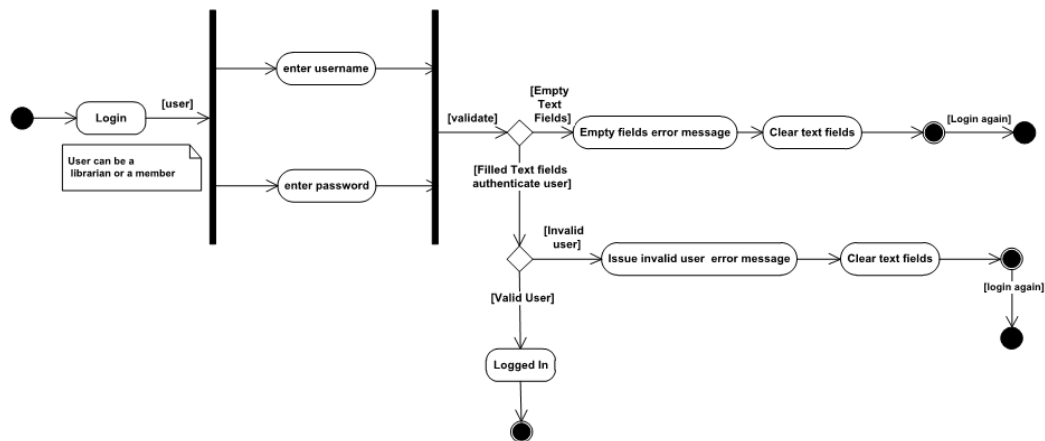 enter username
[user]
Login
User can be a
librarian or a member
enter password
[validate]
[Empty
Text
Fields]
Empty fields error message
Clear text fields
[Login again]
[Filled Text fields
authenticate user]
[Invalid
user]
Issue invalid user error message
Clear text fields
[login again]
[Valid User]
Logged In